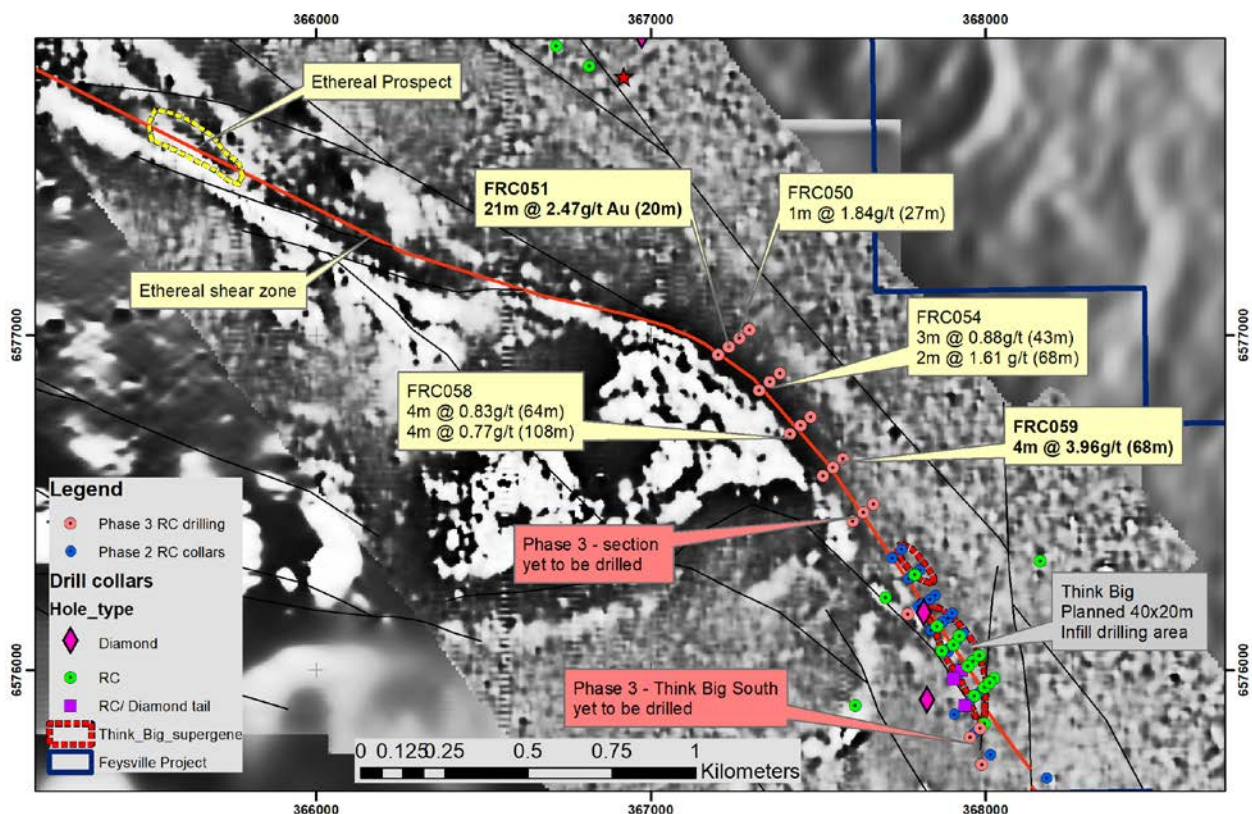 366000
367000
368000
Ethereal Prospect
FRC051
21m @ 2.47g/t Au (20m)
FRC050
1m @ 1.84g/t (27m)
Ethereal shear zone
6577000
6577000
FRC054
3m @ 0.88g/t (43m)
2m @ 1.61 g/t (68m)
FRC058
4m @ 0.83g/t (64m)
4m @ 0.77g/t (108m)
FRC059
4m @ 3.96g/t (68m)
Phase 3 - section
yet to be drilled
Think Big
Planned 40x20m
Infill drilling area
Phase 3 - Think Big South
yet to be drilled
6576000
6576000
Legend
Phase 3 RC drilling
Phase 2 RC collars
Drill collars
Hole_type
Diamond
RC
RC/ Diamond tail
Think_Big_supergene
Feysville Project
0 0.125 0.25 0.5 0.75 1
Kilometers
366000
367000
368000